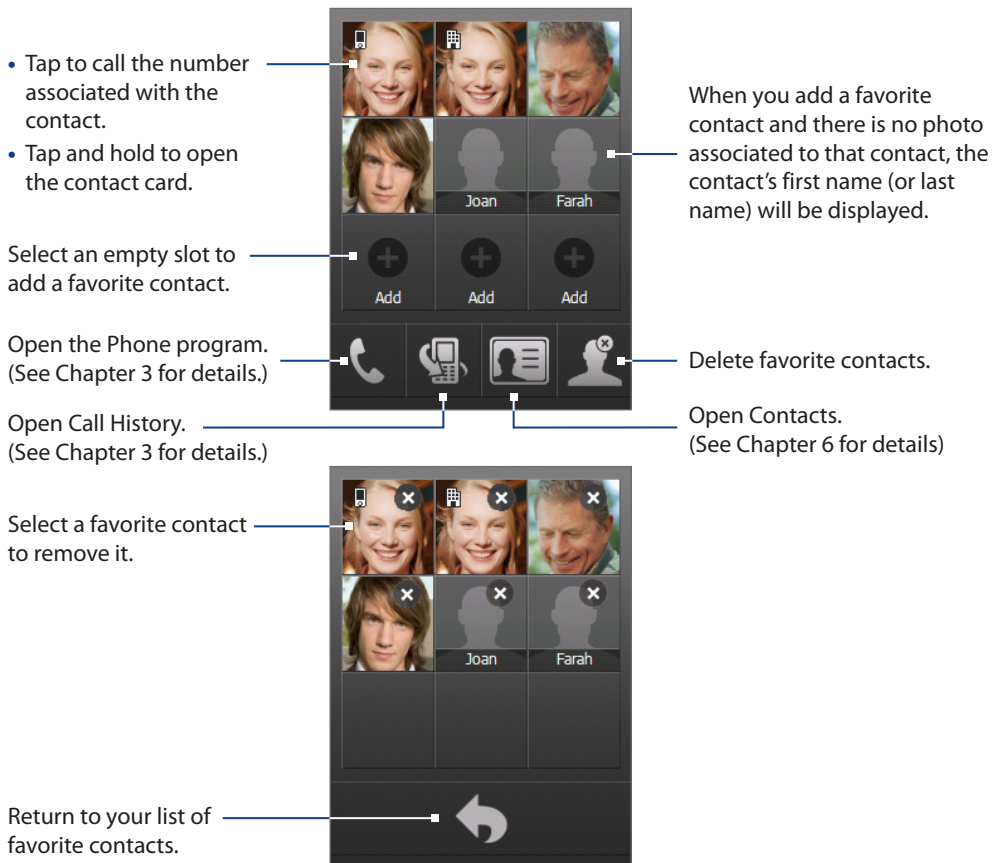 • Tap to call the number
associated with the
contact.
• Tap and hold to open
the contact card.
When you add a favorite
contact and there is no photo
associated to that contact, the
contact's first name (or last
name) will be displayed.
Joan
Farah
Select an empty slot to
add a favorite contact.
Add
Add
Add
Open the Phone program.
(See Chapter 3 for details.)
Delete favorite contacts.
Open Call History.
(See Chapter 3 for details.)
Open Contacts.
(See Chapter 6 for details)
Select a favorite contact
to remove it.
Joan
Farah
Return to your list of
favorite contacts.